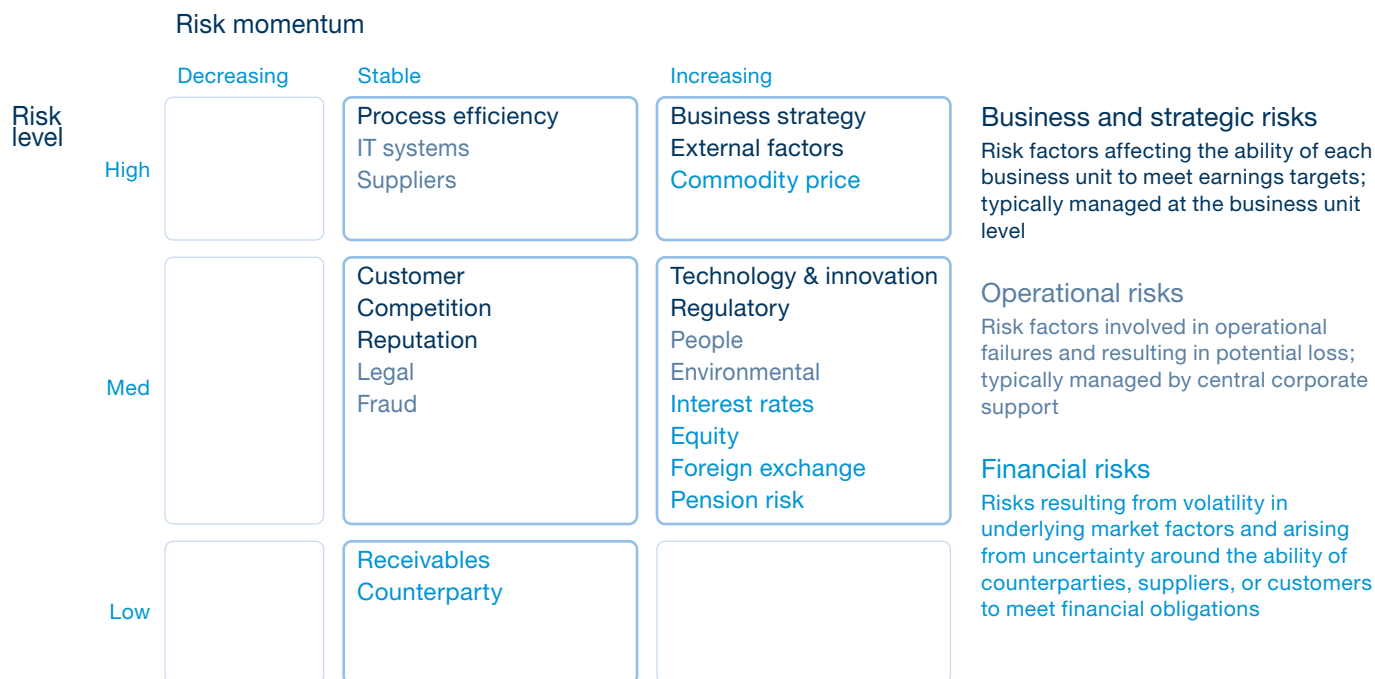 Risk momentum
Decreasing
Stable
Increasing
Risk
level
High
Process efficiency
IT systems
Suppliers
Business strategy
External factors
Commodity price
Med
Customer
Competition
Reputation
Legal
Fraud
Technology & innovation
Regulatory
People
Environmental
Interest rates
Equity
Foreign exchange
Pension risk
Low
Receivables
Counterparty
Business and strategic risks
Risk factors affecting the ability of each
business unit to meet earnings targets;
typically managed at the business unit
level
Operational risks
Risk factors involved in operational
failures and resulting in potential loss;
typically managed by central corporate
support
Financial risks
Risks resulting from volatility in
underlying market factors and arising
from uncertainty around the ability of
counterparties, suppliers, or customers
to meet financial obligations